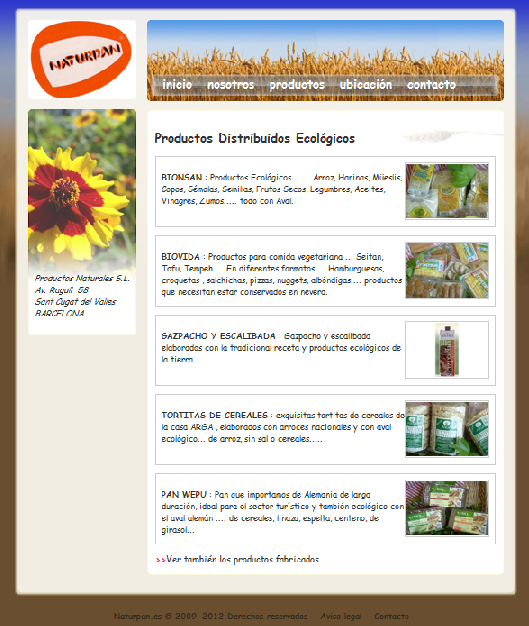 NATURPAN
inicio nosotros productos ubicación contacto
Productos Distribuidos Ecológicos
BIONSAN : Productos Ecológicos ..... Arroz, Harinas, Müeslis,
Copos, Sémolas, Semillas, Frutos Secos, Legumbres, Aceites,
Vinagres, Zumos..... todo con Aval.
BIOVIDA : Productos para comida vegetariana ... Seitan,
Tofu, Tempeh ... En diferentes formatos ... Hamburguesas,
croquetas , salchichas, pizzas, nuggets, albóndigas.... productos
que necesitan estar conservados en nevera.
GAZPACHO Y ESCALIBADA : Gazpacho y escalibada
elaborados con la tradicional receta y productos ecológicos de
la tierra.
TORTITAS DE CEREALES : exquisitas tortitas de cereales de
la casa ARGA , elaborados con arroces nacionales y con aval
ecológico... de arroz, sin sal o cereales.....
PAN WEPU : Pan que importamos de Alemania de larga
duración, ideal para el sector turístico y también ecológico con
el aval alemán .... de cereales, linaza, espelta, centeno, de
girasol...
>>Ver también los productos fabricados
Productos Naturales S.L.
Av. Ragull 58
Sant Cugat del Valles
BARCELONA
Naturpan.es © 2009-2012 Derechos reservados Aviso legal Contacto